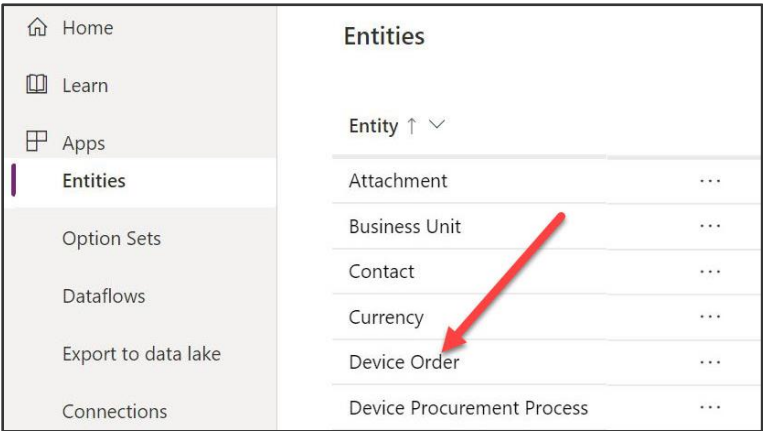 Home
Learn
Apps
Entities
Option Sets
Dataflows
Export to data lake
Connections
Entities
Entity ↑
Attachment ...
Business Unit ...
Contact ...
Currency ...
Device Order ...
Device Procurement Process ...